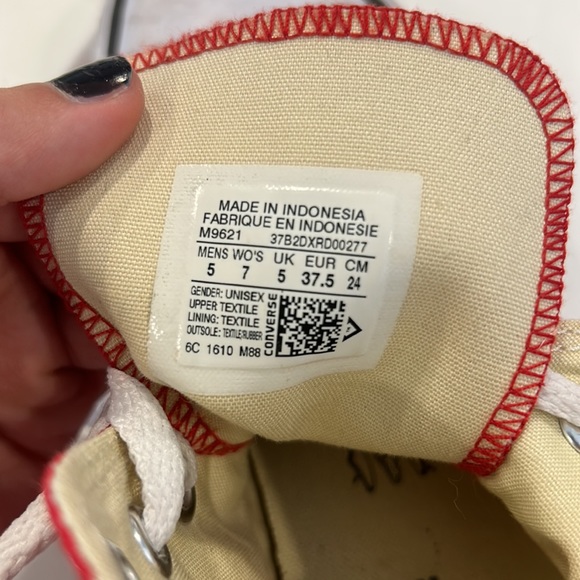 MADE IN INDONESIA
FABRIQUE EN INDONESIE
M9621 37B2DXRD00277
MENS WO'S UK EUR CM
5 7 5 37.5 24
GENDER: UNISEX
UPPER TEXTILE
LINING: TEXTILE
OUTSOLE: TEXTILE/RUBBER
CONVERSE
6C 1610 M88